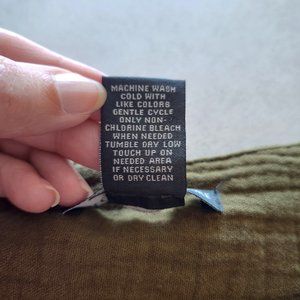 MACHINE WASH
COLD WITH
LIKE COLORS
GENTLE CYCLE
ONLY NON-
CHLORINE BLEACH
WHEN NEEDED
TUMBLE DAY LOW
TOUCH UP ON
NEEDED AREA
IF NECESSARY
OR DRY CLEAN